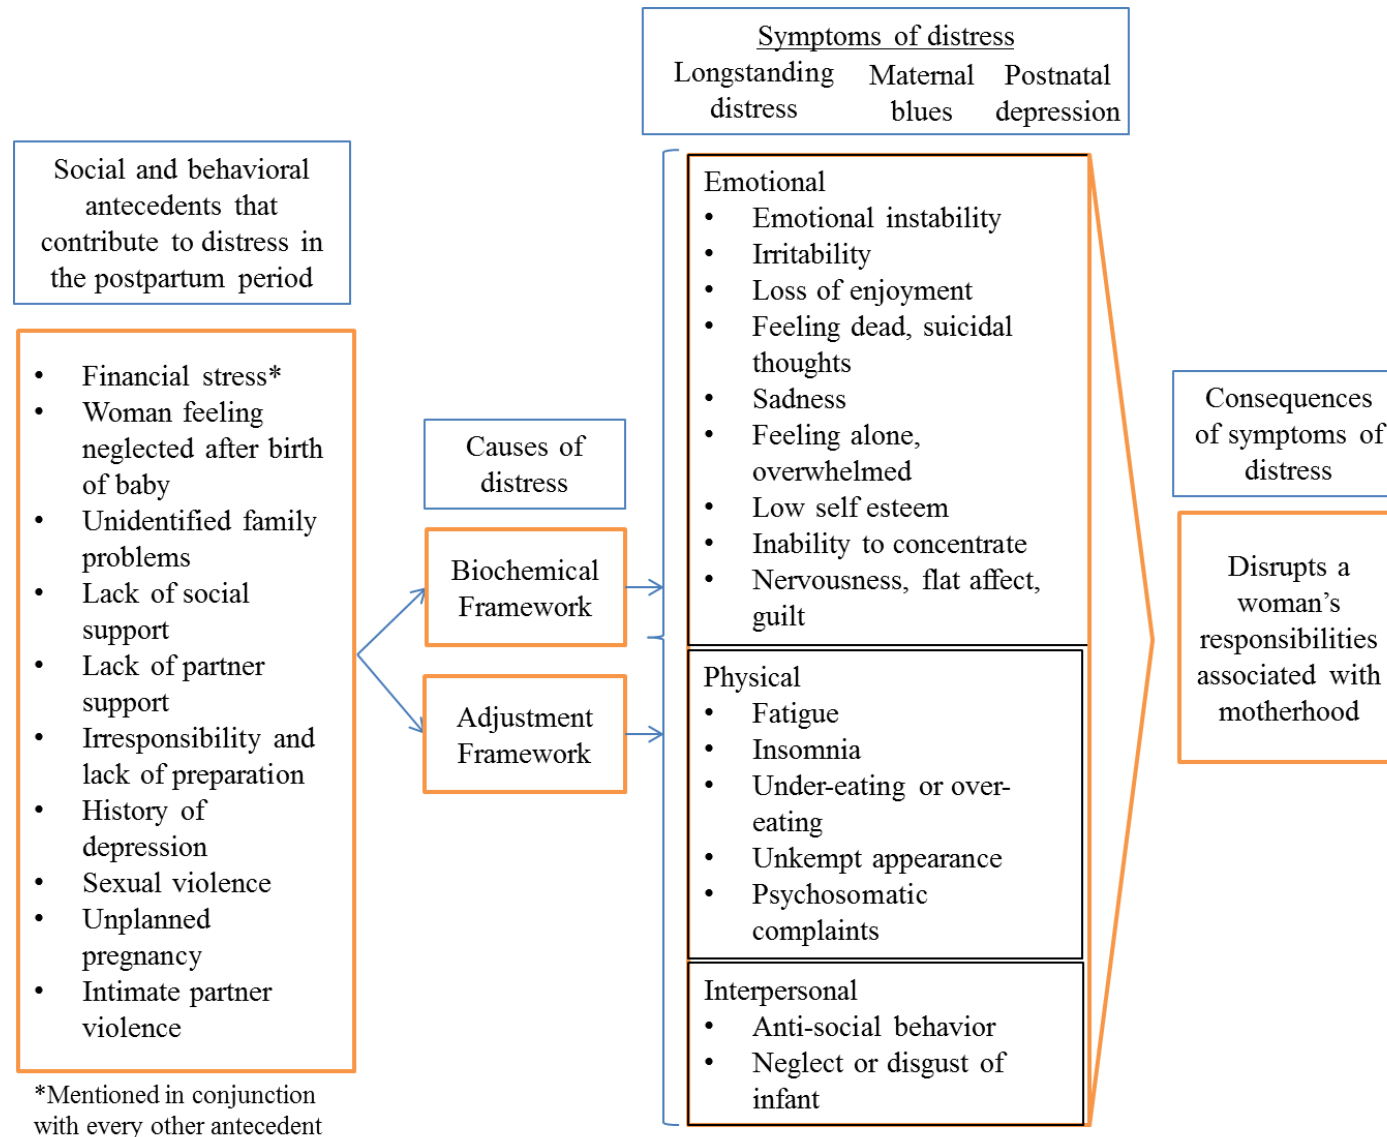 Social and behavioral
antecedents that
contribute to distress in
the postpartum period
• Financial stress*
• Woman feeling
neglected after birth
of baby
• Unidentified family
problems
• Lack of social
support
• Lack of partner
support
• Irresponsibility and
lack of preparation
• History of
depression
• Sexual violence
• Unplanned
pregnancy
• Intimate partner
violence
*Mentioned in conjunction
with every other antecedent
Causes of
distress
Biochemical
Framework
Adjustment
Framework
Symptoms of distress
Longstanding
distress
Maternal
blues
Postnatal
depression
Emotional
• Emotional instability
• Irritability
• Loss of enjoyment
• Feeling dead, suicidal
thoughts
• Sadness
• Feeling alone,
overwhelmed
• Low self esteem
• Inability to concentrate
• Nervousness, flat affect,
guilt
Physical
• Fatigue
• Insomnia
• Under-eating or over-
eating
• Unkempt appearance
• Psychosomatic
complaints
Interpersonal
• Anti-social behavior
• Neglect or disgust of
infant
Consequences
of symptoms of
distress
Disrupts a
woman’s
responsibilities
associated with
motherhood